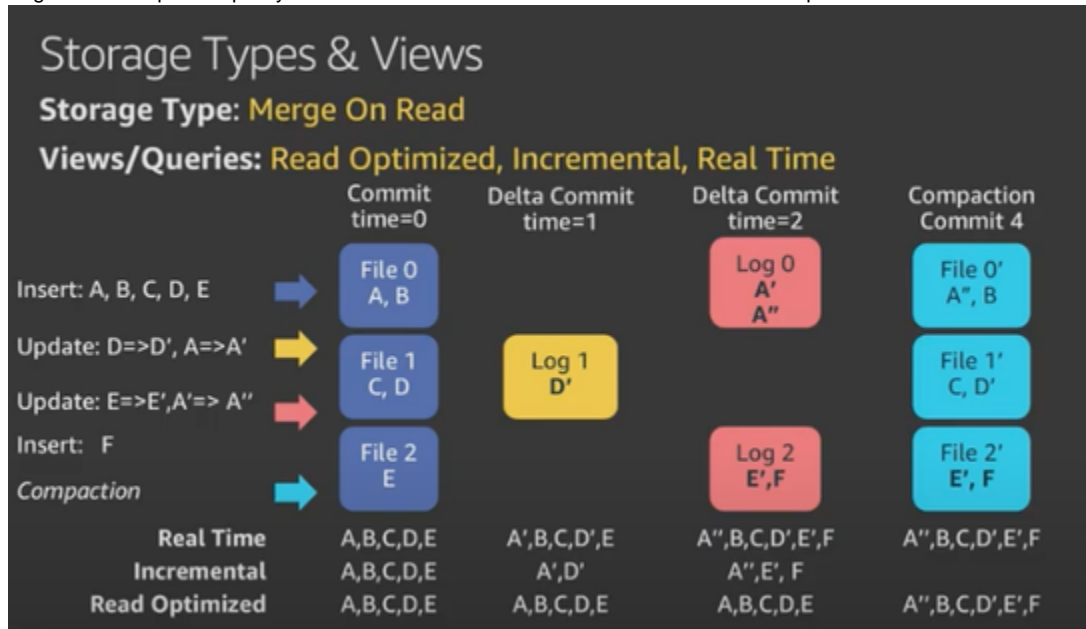 Storage Types & Views
Storage Type: Merge On Read
Views/Queries: Read Optimized, Incremental, Real Time
Commit time=0
Delta Commit time=1
Delta Commit time=2
Compaction Commit 4
Insert: A, B, C, D, E
Update: D=>D', A=>A'
Update: E=>E',A'=> A''
Insert: F
Compaction
File 0
A, B
File 1
C, D
File 2
E
Log 1
D'
Log 0
A'
A''
Log 2
E',F
File 0'
A'', B
File 1'
C, D'
File 2'
E', F
Real Time A,B,C,D,E A',B,C,D',E A'',B,C,D',E',F A'',B,C,D',E',F
Incremental A,B,C,D,E A',D' A'',E', F
Read Optimized A,B,C,D,E A,B,C,D,E A,B,C,D,E A'',B,C,D',E',F